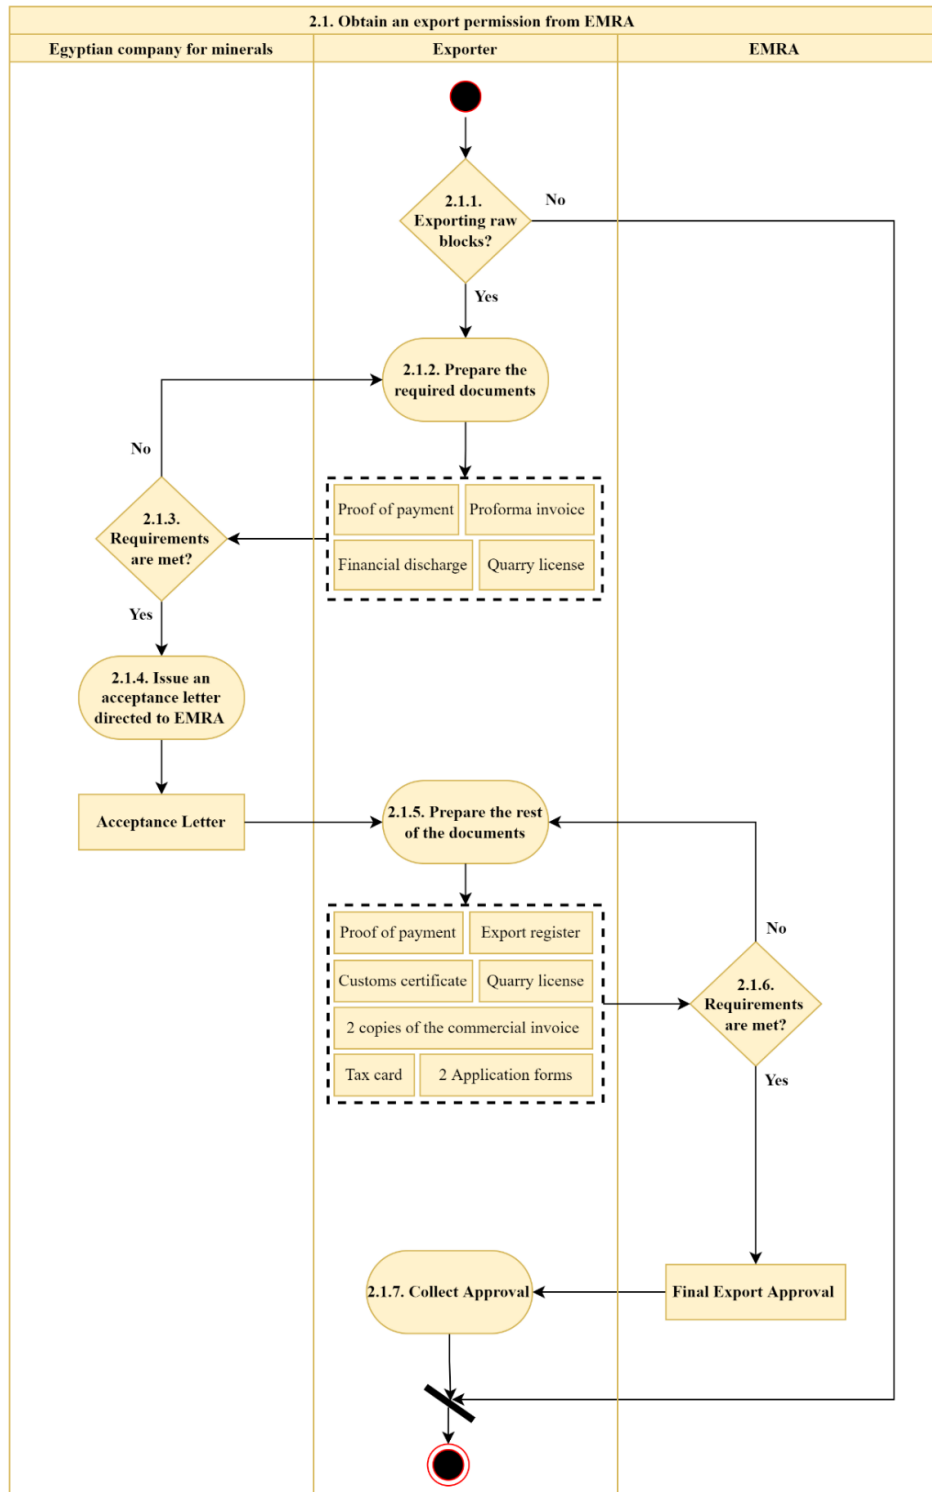 2.1. Obtain an export permission from EMRA
Egyptian company for minerals
Exporter
EMRA
2.1.1.
Exporting raw
blocks?
No
Yes
2.1.2. Prepare the
required documents
No
Proof of payment
Proforma invoice
2.1.3.
Requirements
are met?
Financial discharge
Quarry license
Yes
2.1.4. Issue an
acceptance letter
directed to EMRA
Acceptance Letter
2.1.5. Prepare the rest
of the documents
Proof of payment
Export register
No
Customs certificate
Quarry license
2.1.6.
Requirements
are met?
2 copies of the commercial invoice
Tax card
2 Application forms
Yes
2.1.7. Collect Approval
Final Export Approval